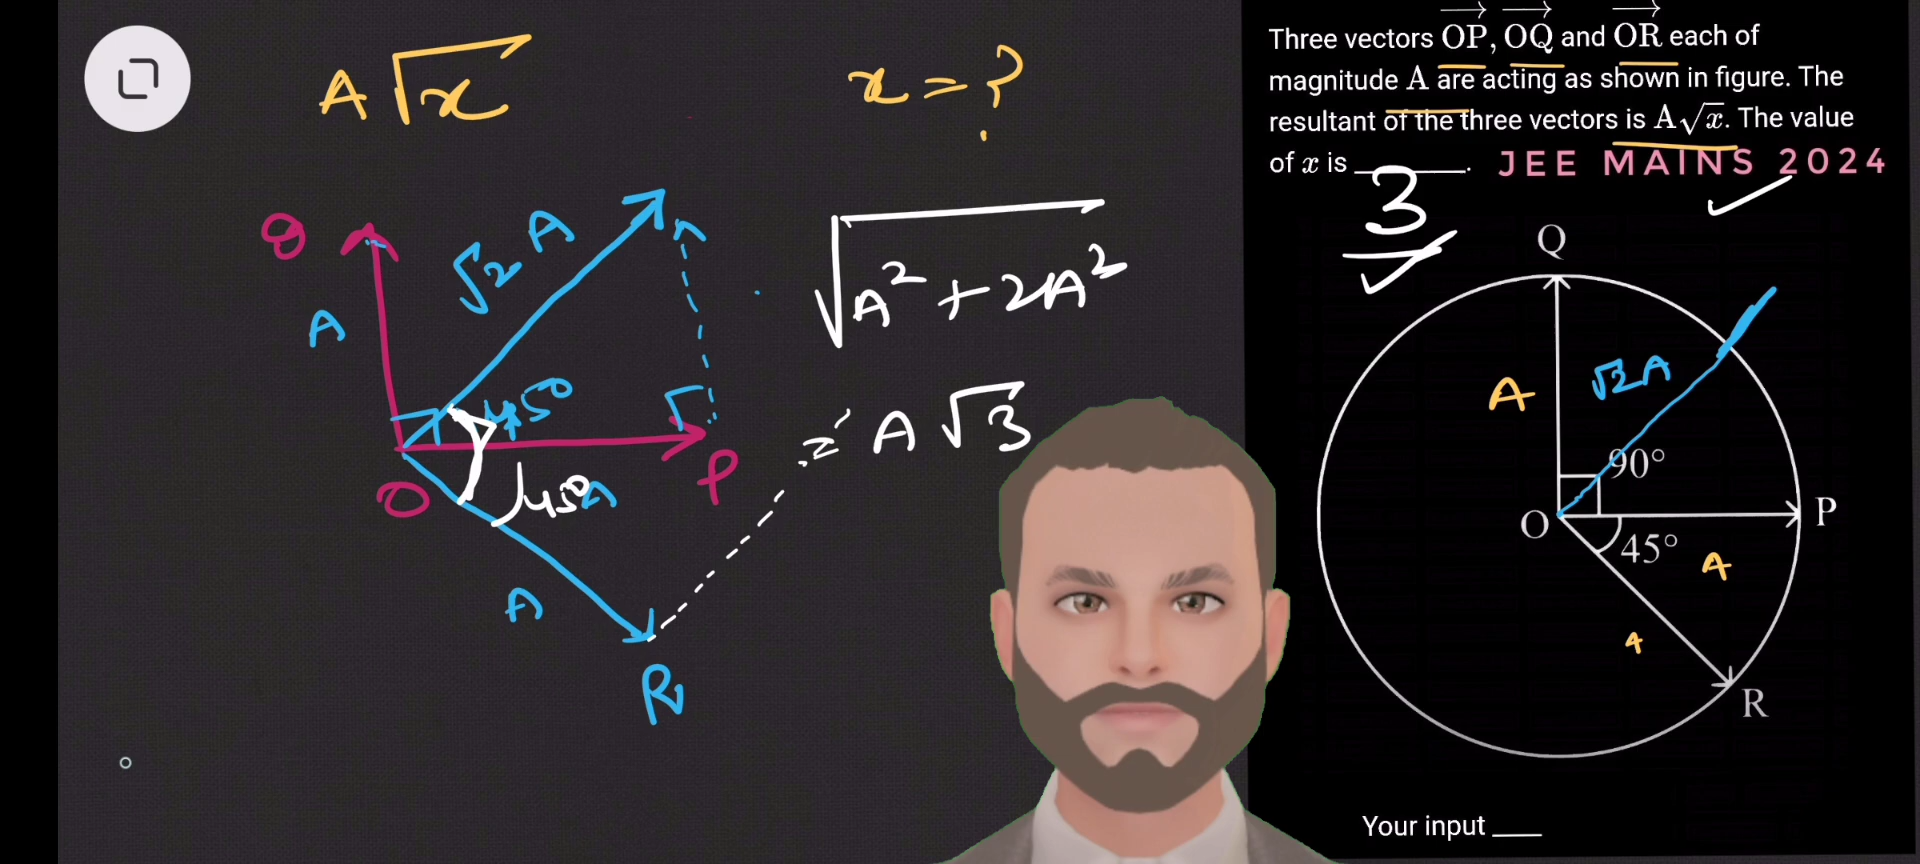 A√x
x = ?
Q
A
√2 A
45°
O
P
45°
A
A
R
√A² + 2A²
= A√3
Three vectors OP, OQ and OR each of
magnitude A are acting as shown in figure. The
resultant of the three vectors is A√x. The value
of x is ______.
JEE MAINS 2024
3
Q
A
√2A
90°
O
P
45°
A
A
R
Your input ___